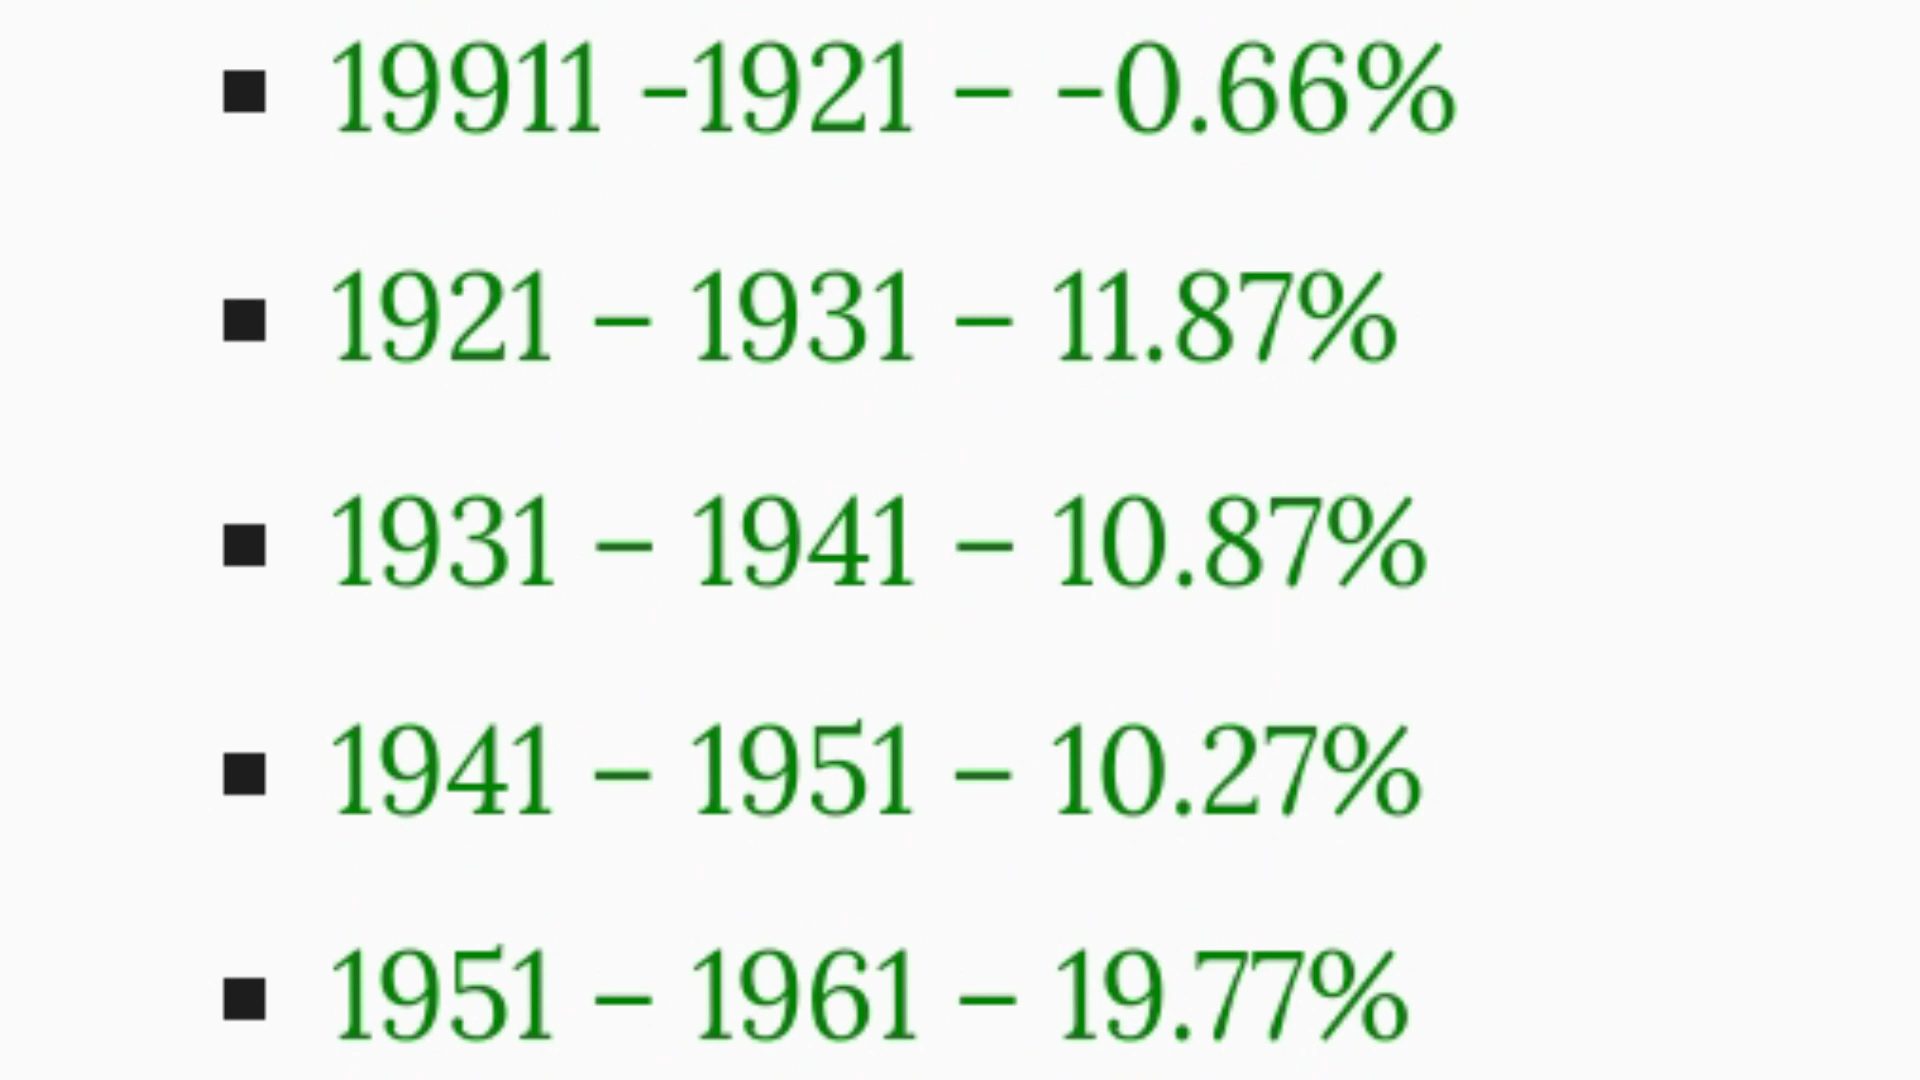 ▪ 19911 -1921 – -0.66%
▪ 1921 – 1931 – 11.87%
▪ 1931 – 1941 – 10.87%
▪ 1941 – 1951 – 10.27%
▪ 1951 – 1961 – 19.77%